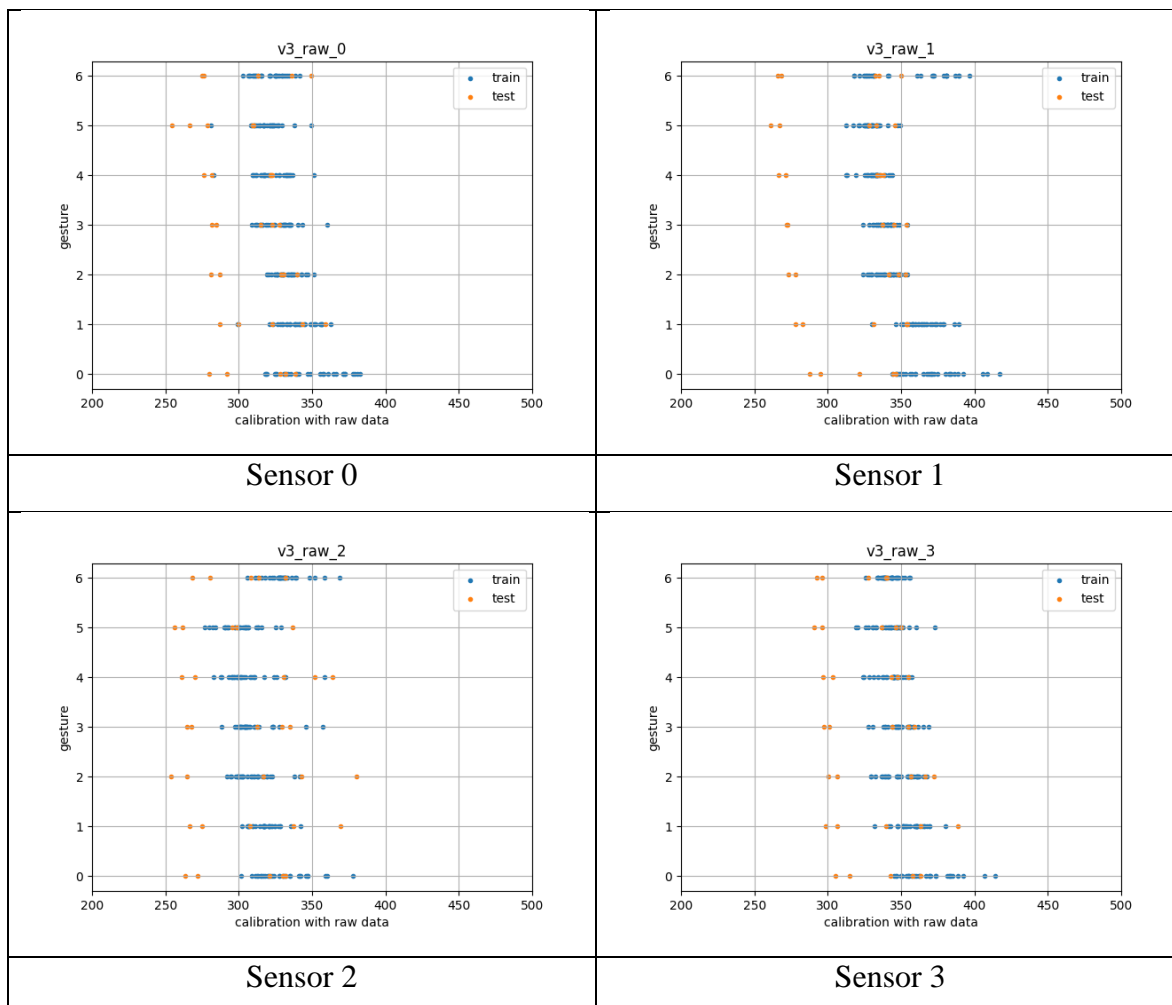 v3_raw_0
train
test
gesture
6
5
4
3
2
1
0
200 250 300 350 400 450 500
calibration with raw data
Sensor 0
v3_raw_1
train
test
gesture
6
5
4
3
2
1
0
200 250 300 350 400 450 500
calibration with raw data
Sensor 1
v3_raw_2
train
test
gesture
6
5
4
3
2
1
0
200 250 300 350 400 450 500
calibration with raw data
Sensor 2
v3_raw_3
train
test
gesture
6
5
4
3
2
1
0
200 250 300 350 400 450 500
calibration with raw data
Sensor 3